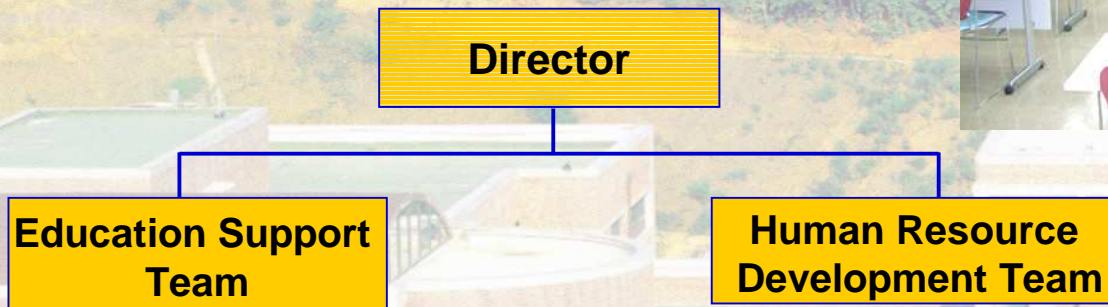 Director
Education Support
Team
Human Resource
Development Team